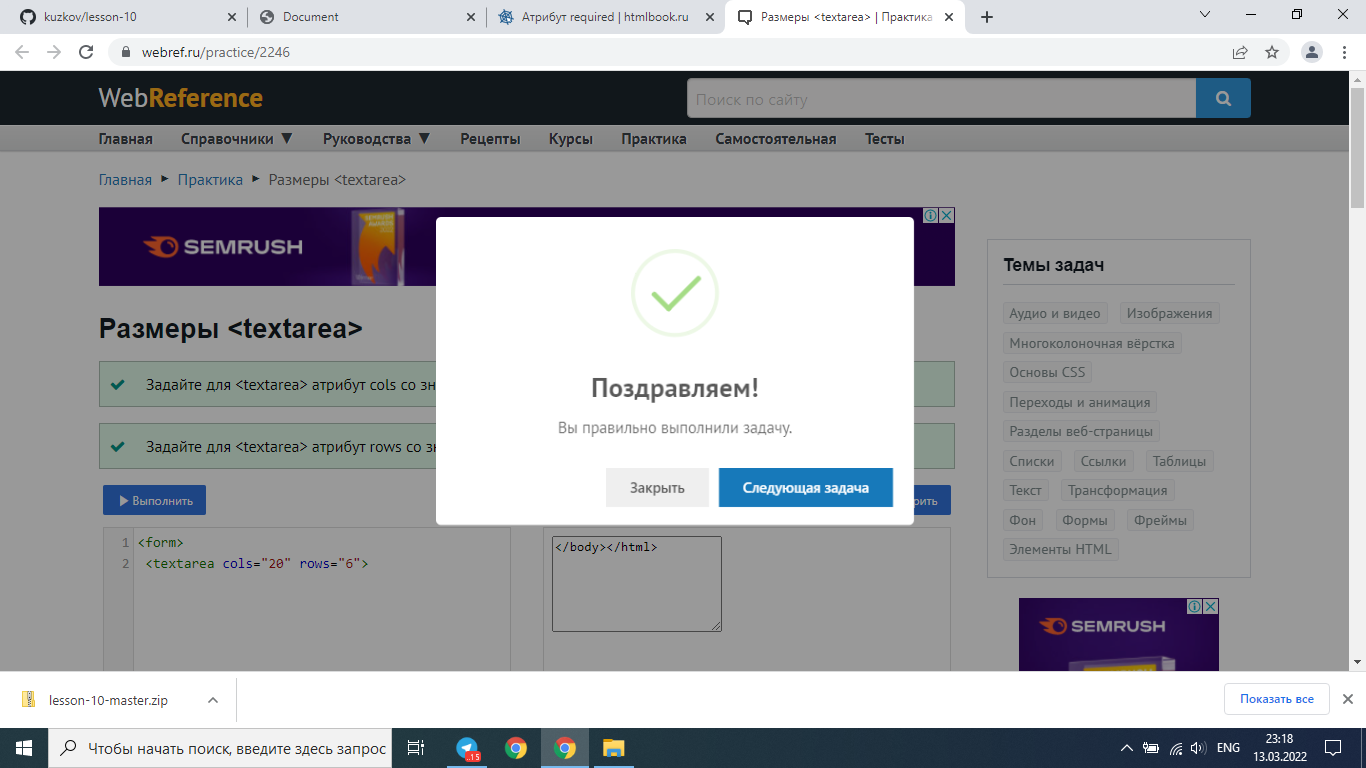 kuzkov/lesson-10
Document
Атрибут required | htmlbook.ru
Размеры <textarea> | Практика
webref.ru/practice/2246
WebReference
Поиск по сайту
Главная Справочники ▼ Руководства ▼ Рецепты Курсы Практика Самостоятельная Тесты
Главная ► Практика ► Размеры <textarea>
SEMRUSH
Размеры <textarea>
Задайте для <textarea> атрибут cols со зн
Задайте для <textarea> атрибут rows со зн
Выполнить
рить
1 <form>
2 <textarea cols="20" rows="6">
</body></html>
Поздравляем!
Вы правильно выполнили задачу.
Закрыть
Следующая задача
Темы задач
Аудио и видео Изображения
Многоколоночная вёрстка
Основы CSS
Переходы и анимация
Разделы веб-страницы
Списки Ссылки Таблицы
Текст Трансформация
Фон Формы Фреймы
Элементы HTML
SEMRUSH
lesson-10-master.zip
Показать все
Чтобы начать поиск, введите здесь запрос
15
ENG
23:18
13.03.2022